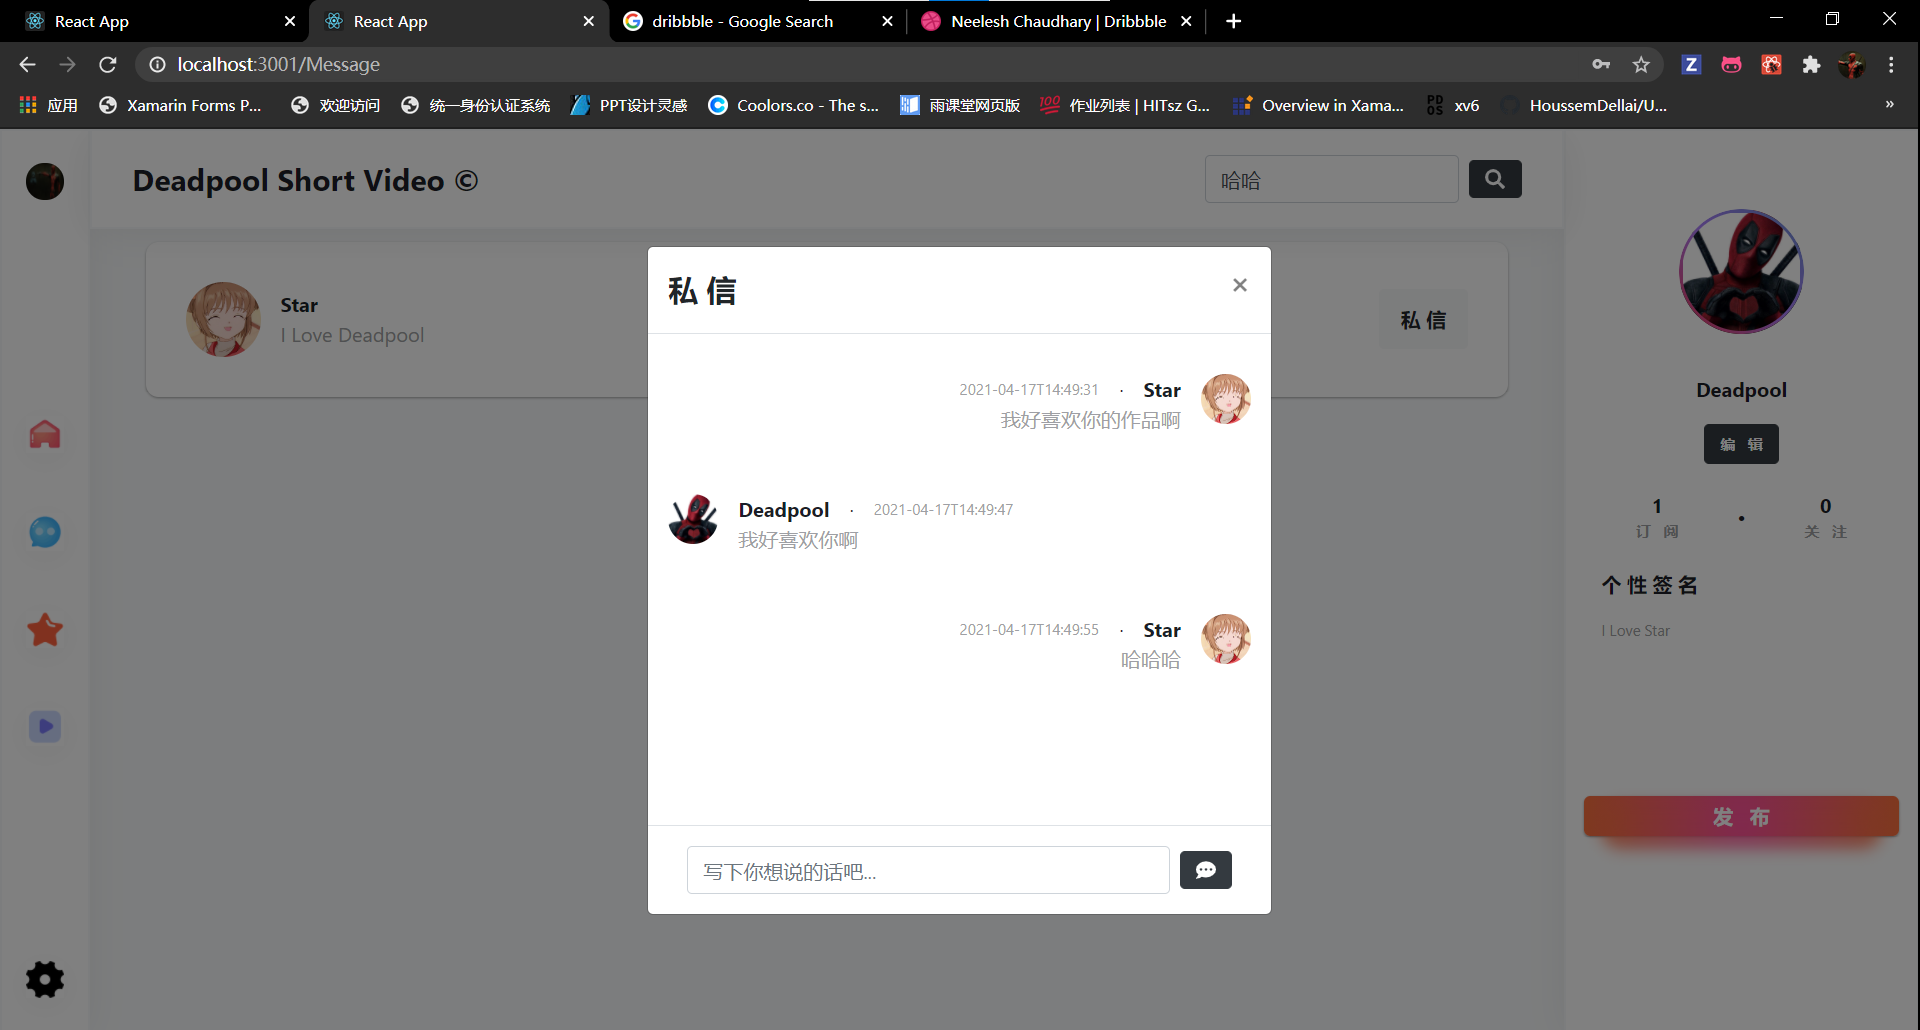 React App
React App
dribbble - Google Search
Neelesh Chaudhary | Dribbble
localhost:3001/Message
应用
Xamarin Forms P...
欢迎访问
统一身份认证系统
PPT设计灵感
Coolors.co - The s...
雨课堂网页版
作业列表 | HITsz G...
Overview in Xama...
xv6
HoussemDellai/U...
»
Deadpool Short Video ©
哈哈
Star
I Love Deadpool
私 信
私 信
2021-04-17T14:49:31 · Star
我好喜欢你的作品啊
Deadpool · 2021-04-17T14:49:47
我好喜欢你啊
2021-04-17T14:49:55 · Star
哈哈哈
写下你想说的话吧...
Deadpool
编 辑
1 • 0
订 阅 关 注
个 性 签 名
I Love Star
发 布